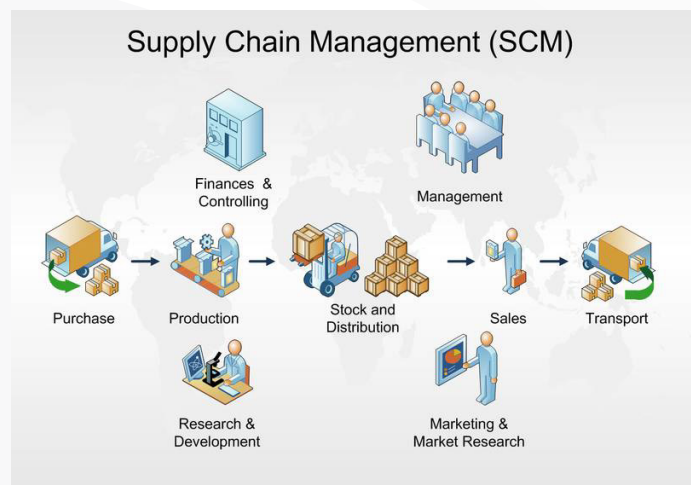 Supply Chain Management (SCM)
Finances &
Controlling
Management
Purchase
Production
Stock and
Distribution
Sales
Transport
Research &
Development
Marketing &
Market Research